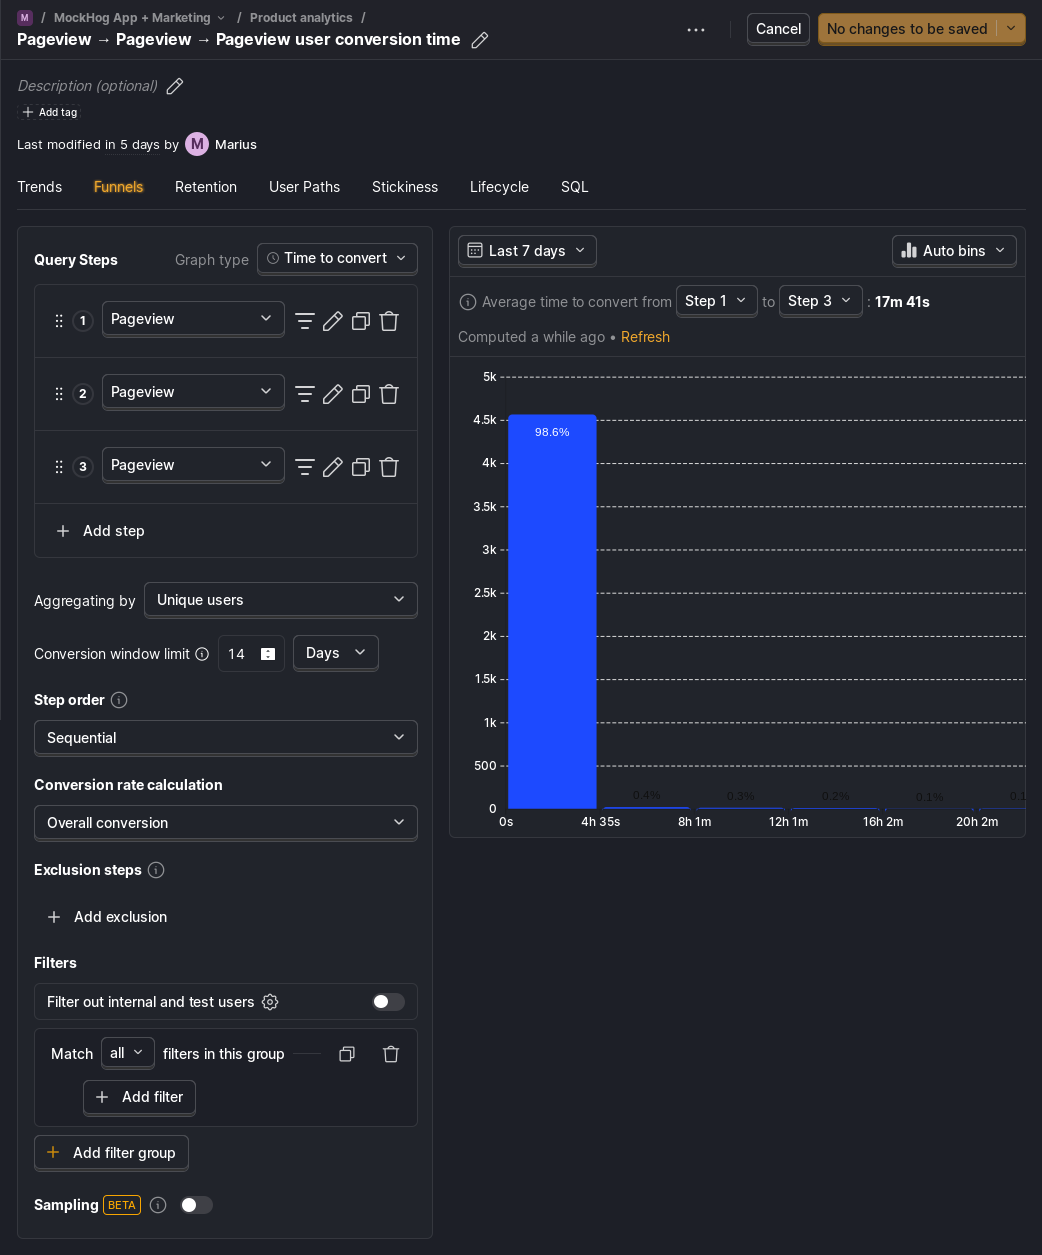 M / MockHog App + Marketing / Product analytics /
Pageview → Pageview → Pageview user conversion time
Cancel
No changes to be saved
Description (optional)
Add tag
Last modified in 5 days by M Marius
Trends Funnels Retention User Paths Stickiness Lifecycle SQL
Query Steps Graph type Time to convert
1 Pageview
2 Pageview
3 Pageview
Add step
Aggregating by Unique users
Conversion window limit 14 Days
Step order
Sequential
Conversion rate calculation
Overall conversion
Exclusion steps
Add exclusion
Filters
Filter out internal and test users
Match all filters in this group
Add filter
Add filter group
Sampling BETA
Last 7 days Auto bins
Average time to convert from Step 1 to Step 3 : 17m 41s
Computed a while ago • Refresh
5k
4.5k
98.6%
4k
3.5k
3k
2.5k
2k
1.5k
1k
500
0.4% 0.3% 0.2% 0.1% 0.1
0
0s 4h 35s 8h 1m 12h 1m 16h 2m 20h 2m